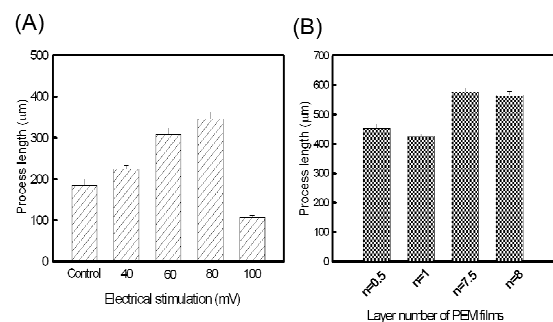 (A)
(B)
500
400
300
200
100
0
Process length (μm)
Control 40 60 80 100
Electrical stimulation (mV)
700
600
500
400
300
200
100
0
Process length (μm)
n=0.5 n=1 n=7.5 n=8
Layer number of PEM films